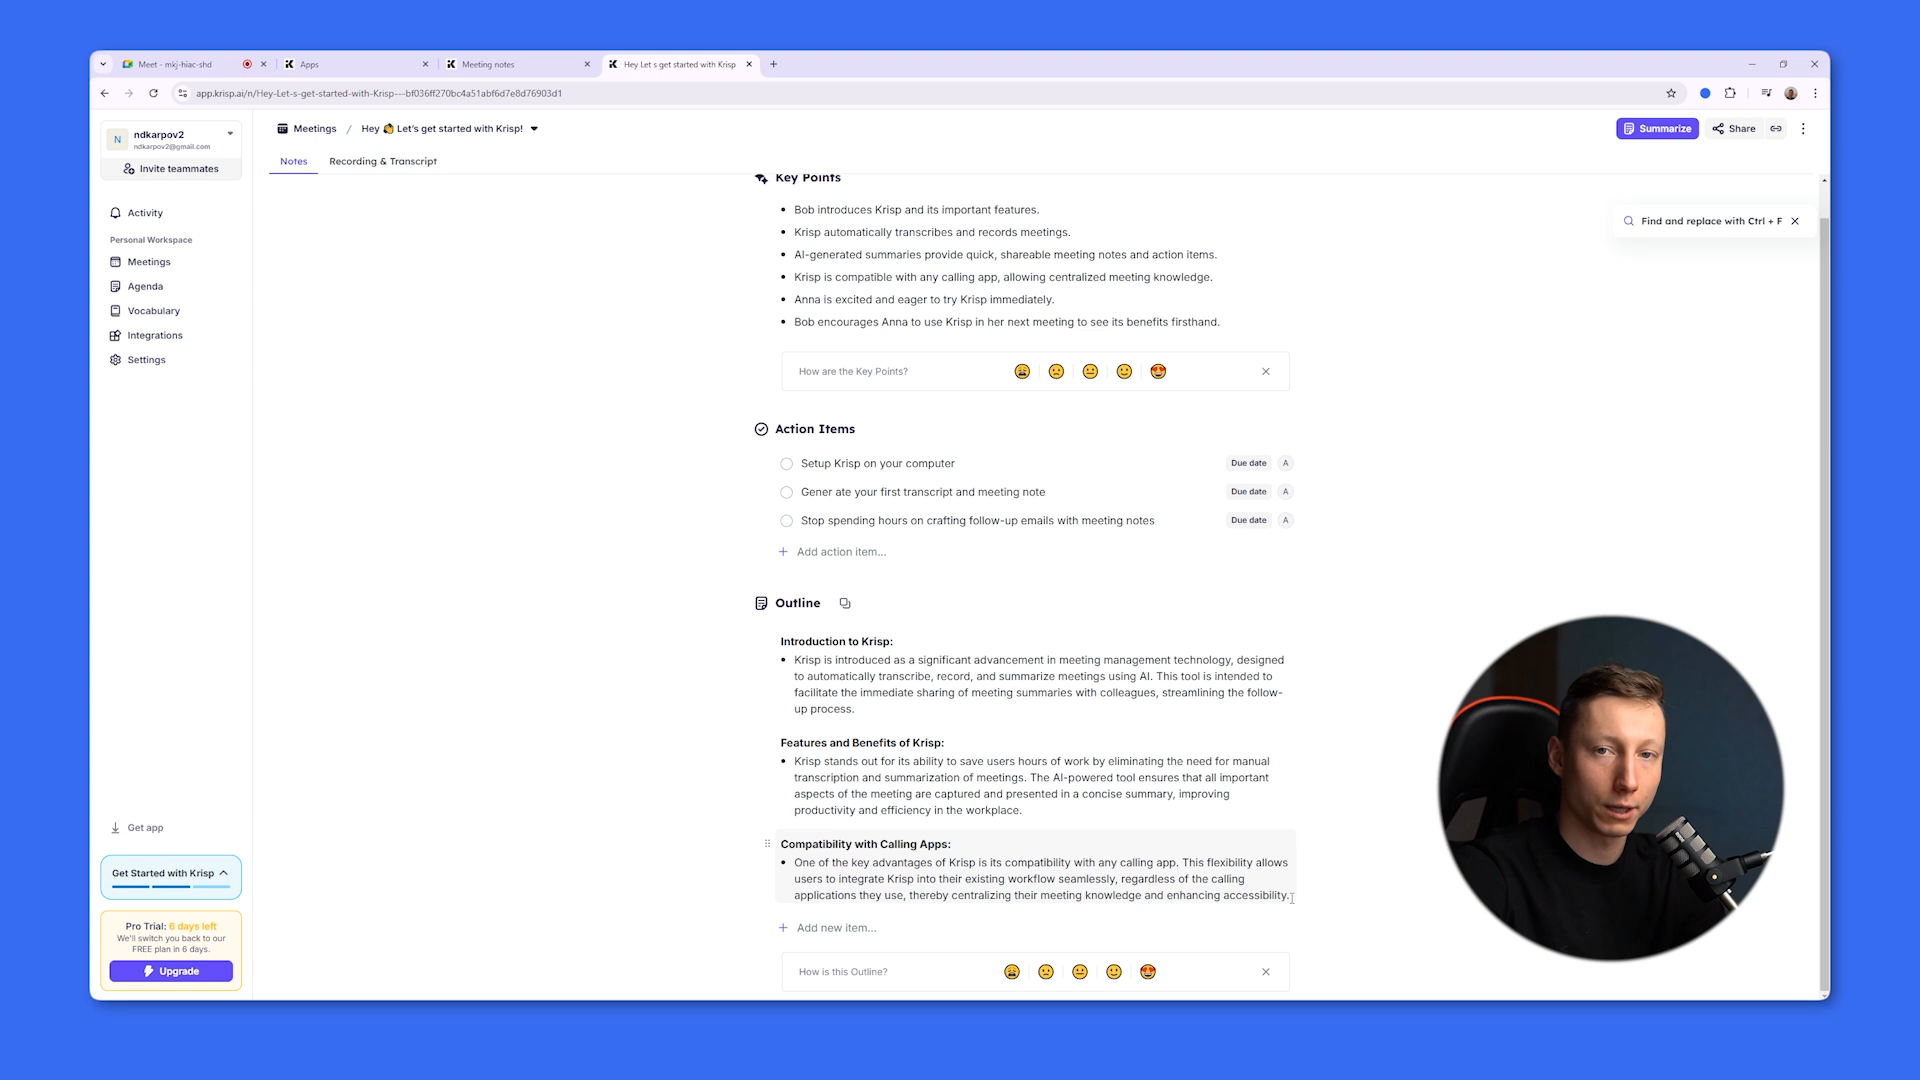 Meet - mkj-hiac-shd
Apps
Meeting notes
Hey Let s get started with Krisp
app.krisp.ai/n/Hey-Let-s-get-started-with-Krisp---bf036ff270bc4a51abf6d7e8d76903d1
N
ndkarpov2
ndkarpov2@gmail.com
Invite teammates
Activity
Personal Workspace
Meetings
Agenda
Vocabulary
Integrations
Settings
Get app
Get Started with Krisp
Pro Trial: 6 days left
We'll switch you back to our
FREE plan in 6 days.
Upgrade
Meetings / Hey 👋 Let's get started with Krisp!
Summarize
Share
Notes
Recording & Transcript
Find and replace with Ctrl + F
Key Points
• Bob introduces Krisp and its important features.
• Krisp automatically transcribes and records meetings.
• AI-generated summaries provide quick, shareable meeting notes and action items.
• Krisp is compatible with any calling app, allowing centralized meeting knowledge.
• Anna is excited and eager to try Krisp immediately.
• Bob encourages Anna to use Krisp in her next meeting to see its benefits firsthand.
How are the Key Points?
Action Items
Setup Krisp on your computer Due date A
Gener ate your first transcript and meeting note Due date A
Stop spending hours on crafting follow-up emails with meeting notes Due date A
+ Add action item...
Outline
Introduction to Krisp:
• Krisp is introduced as a significant advancement in meeting management technology, designed
to automatically transcribe, record, and summarize meetings using AI. This tool is intended to
facilitate the immediate sharing of meeting summaries with colleagues, streamlining the follow-
up process.
Features and Benefits of Krisp:
• Krisp stands out for its ability to save users hours of work by eliminating the need for manual
transcription and summarization of meetings. The AI-powered tool ensures that all important
aspects of the meeting are captured and presented in a concise summary, improving
productivity and efficiency in the workplace.
Compatibility with Calling Apps:
• One of the key advantages of Krisp is its compatibility with any calling app. This flexibility allows
users to integrate Krisp into their existing workflow seamlessly, regardless of the calling
applications they use, thereby centralizing their meeting knowledge and enhancing accessibility.
+ Add new item...
How is this Outline?